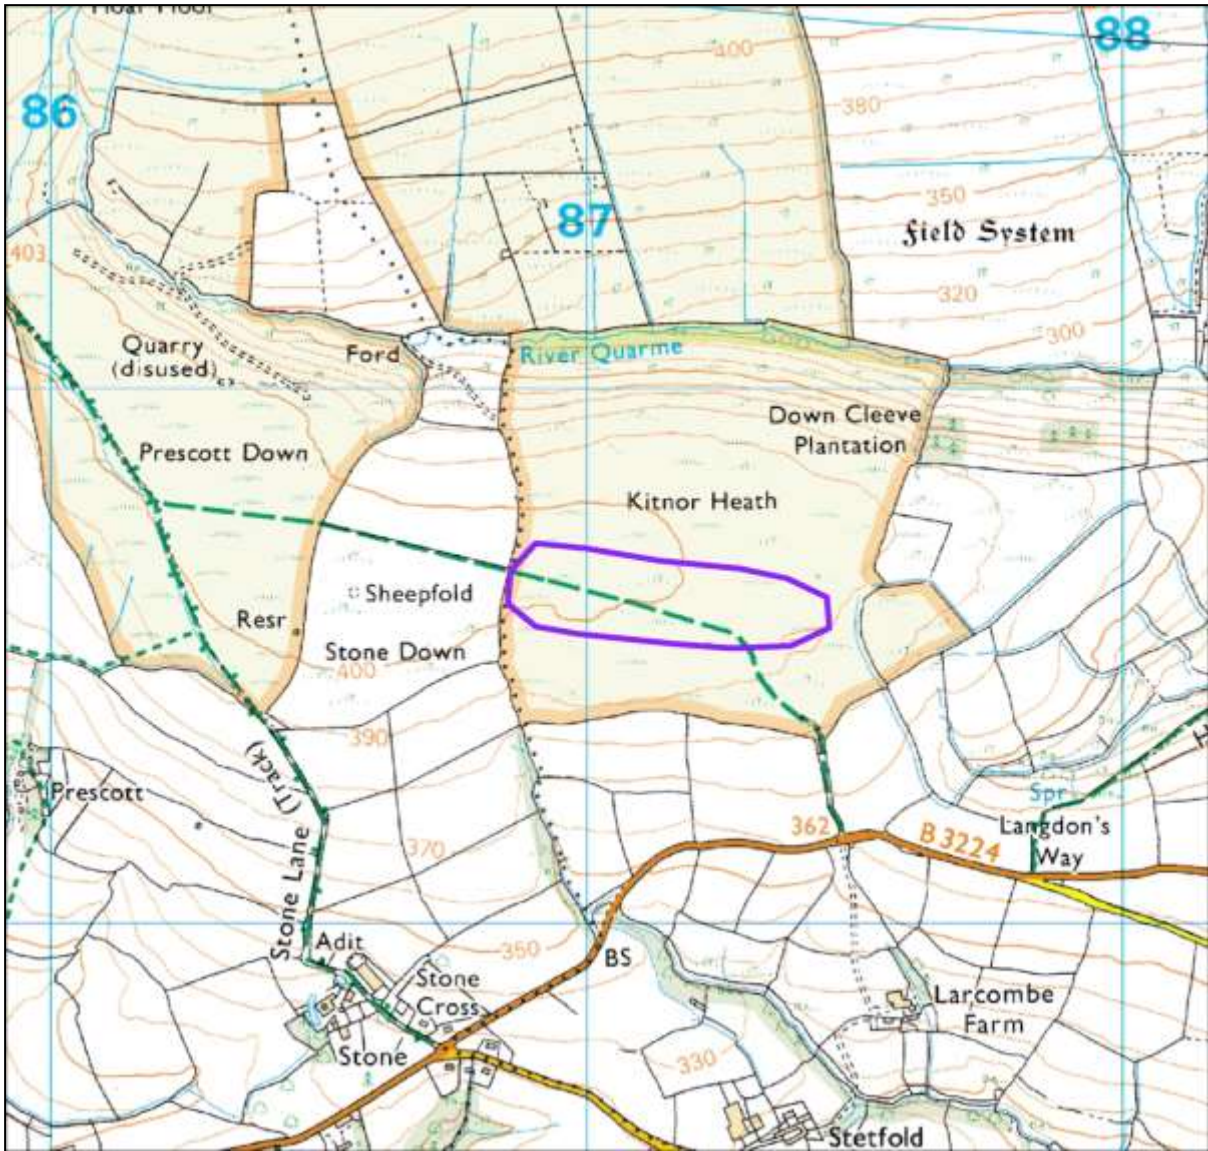 Hoar Moor
88
400
86
380
350
87
Field System
403
320
300
River Quarme
Ford
Quarry
(disused)
Down Cleeve
Plantation
Prescott Down
Kitnor Heath
Sheepfold
Resr
Stone Down
400
390
(Track)
Prescott
Spr
362
B 3224
Langdon's
Way
370
Stone Lane
Adit
350
BS
Stone
Cross
Larcombe
Farm
Stone
330
Stetfold